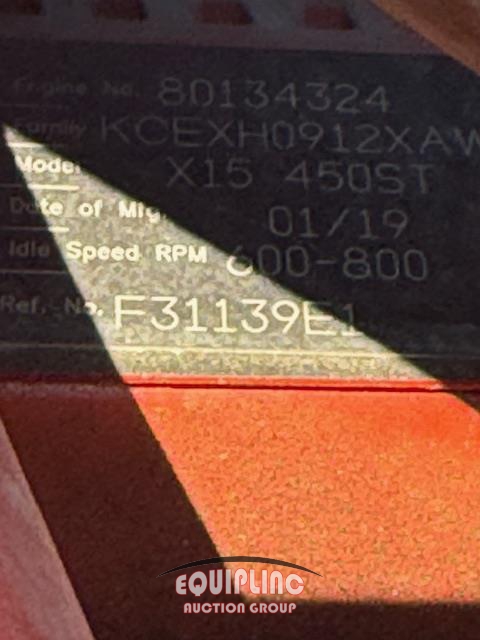 Engine No. 80134324
Family KCEXH0912XAW
Model X15 450ST
Date of Mfg. 01/19
Idle Speed RPM 600-800
Ref. No. F31139E1
EQUIPLINC
AUCTION GROUP